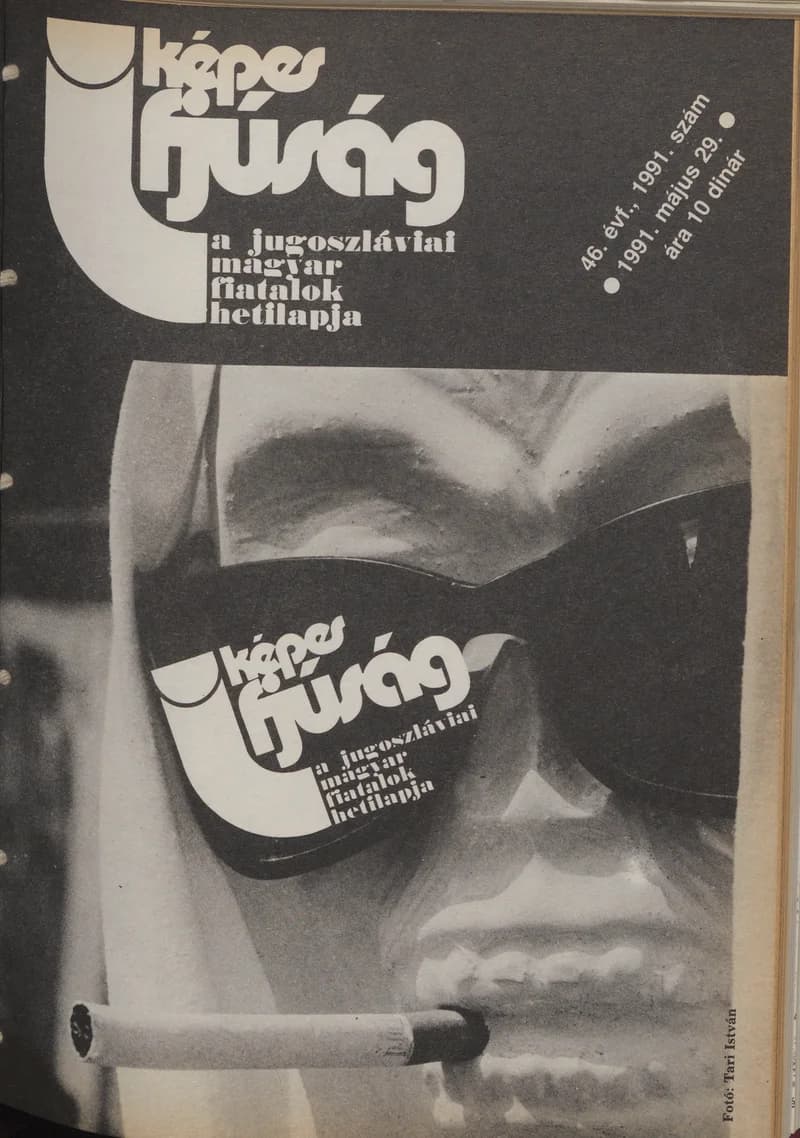 képes
ifjúság
a jugoszláviai
magyar
fiatalok
hetilapja
46. évf., 1991. szám
● 1991. május 29. ●
ára 10 dinár
képes
ifjúság
a jugoszláviai
magyar
fiatalok
hetilapja
Fotó: Tari István